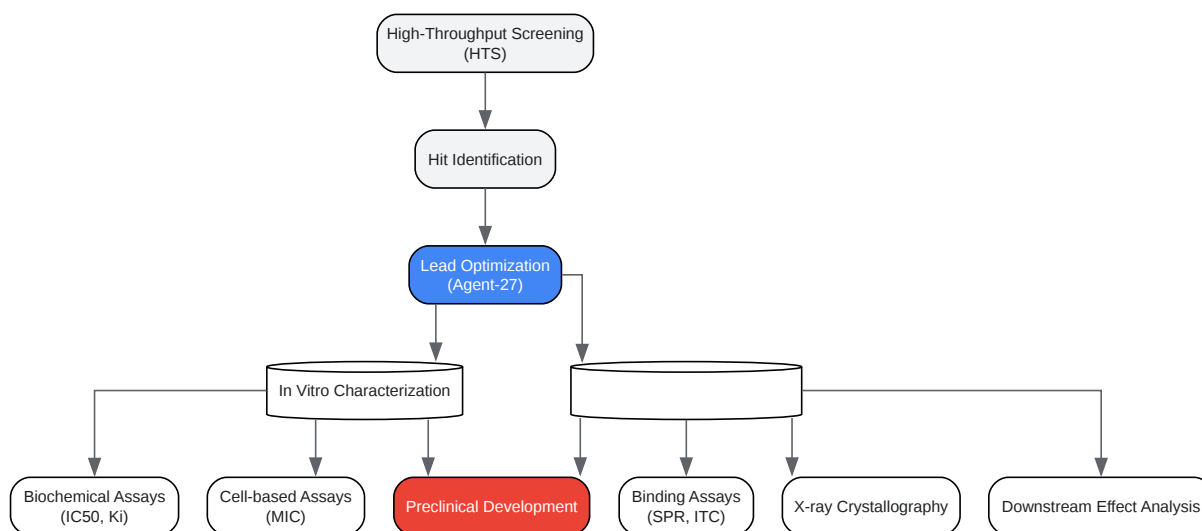 High-Throughput Screening
(HTS)
Hit Identification
Lead Optimization
(Agent-27)
In Vitro Characterization
Biochemical Assays
(IC50, Ki)
Cell-based Assays
(MIC)
Preclinical Development
Binding Assays
(SPR, ITC)
X-ray Crystallography
Downstream Effect Analysis